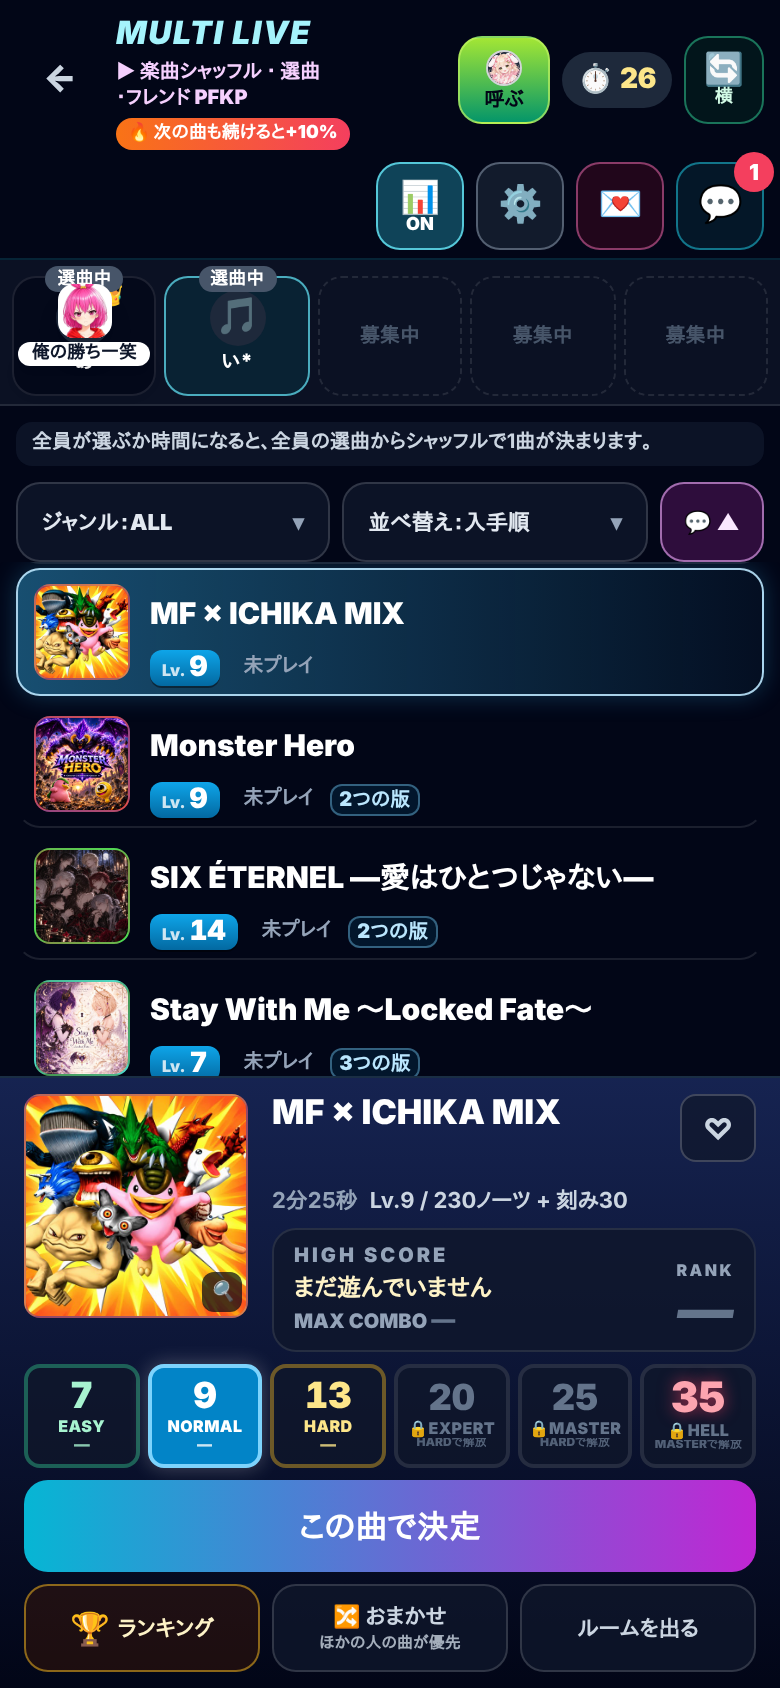 MULTI LIVE
▶ 楽曲シャッフル・選曲
・フレンド PFKP
🔥 次の曲も続けると+10%
呼ぶ
⏱ 26
横
ON
1
選曲中
俺の勝ち一笑
選曲中
い*
募集中
募集中
募集中
全員が選ぶか時間になると、全員の選曲からシャッフルで1曲が決まります。
ジャンル:ALL ▼
並べ替え:入手順 ▼
💬 ▲
MF × ICHIKA MIX
Lv. 9 未プレイ
MONSTER HERO
Monster Hero
Lv. 9 未プレイ 2つの版
SIX ÉTERNEL —愛はひとつじゃない—
Lv. 14 未プレイ 2つの版
Stay With Me
Stay With Me 〜Locked Fate〜
Lv. 7 未プレイ 3つの版
MF × ICHIKA MIX
♡
2分25秒 Lv.9 / 230ノーツ + 刻み30
HIGH SCORE
まだ遊んでいません
MAX COMBO —
RANK
—
7
EASY
—
9
NORMAL
—
13
HARD
—
20
🔒EXPERT
HARDで解放
25
🔒MASTER
HARDで解放
35
🔒HELL
MASTERで解放
この曲で決定
🏆 ランキング
🔀 おまかせ
ほかの人の曲が優先
ルームを出る